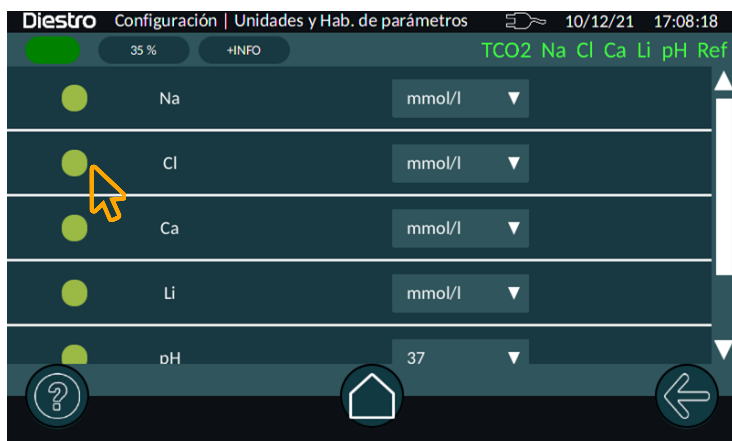 Diestro Configuración | Unidades y Hab. de parámetros 10/12/21 17:08:18
35 % +INFO TCO2 Na Cl Ca Li pH Ref
Na mmol/l
Cl mmol/l
Ca mmol/l
Li mmol/l
pH 37
?